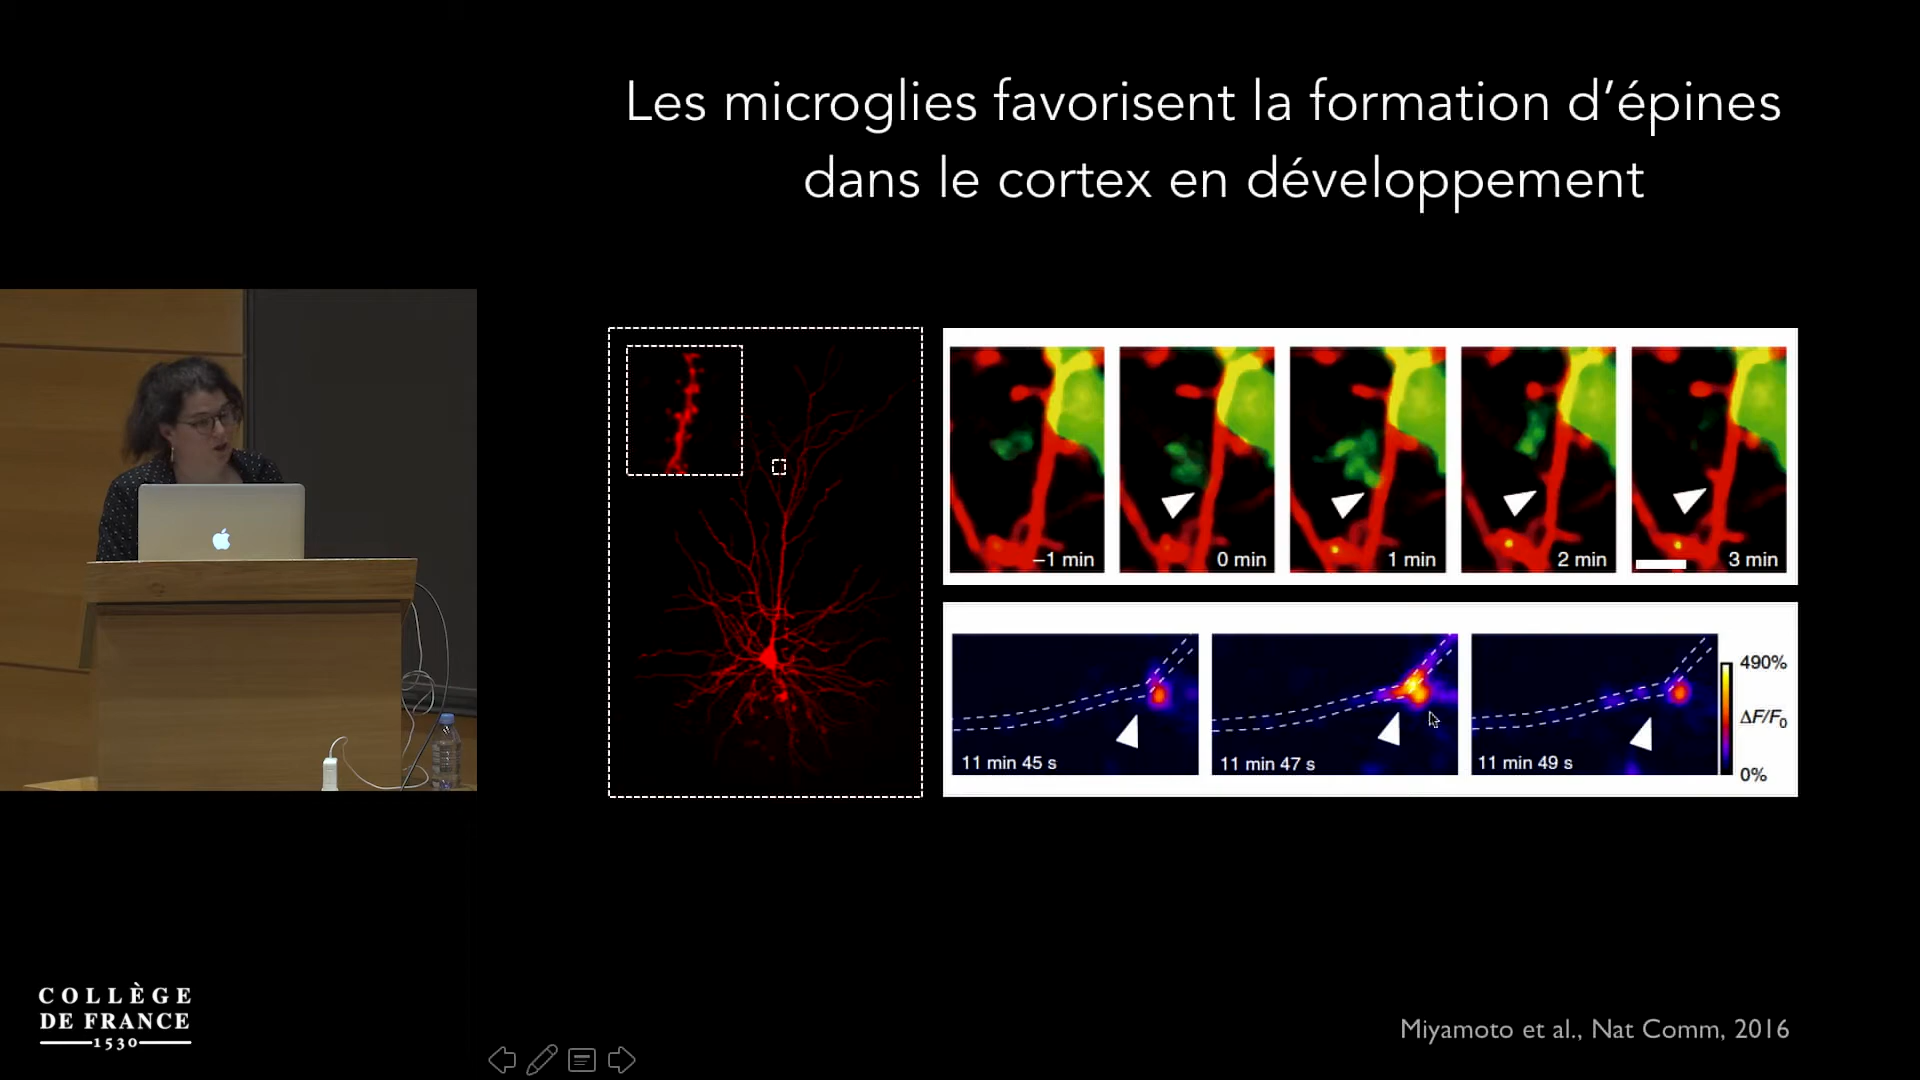 Les microglies favorisent la formation d’épines
dans le cortex en développement
–1 min
0 min
1 min
2 min
3 min
11 min 45 s
11 min 47 s
11 min 49 s
490%
ΔF/F0
0%
COLLÈGE
DE FRANCE
1530
Miyamoto et al., Nat Comm, 2016